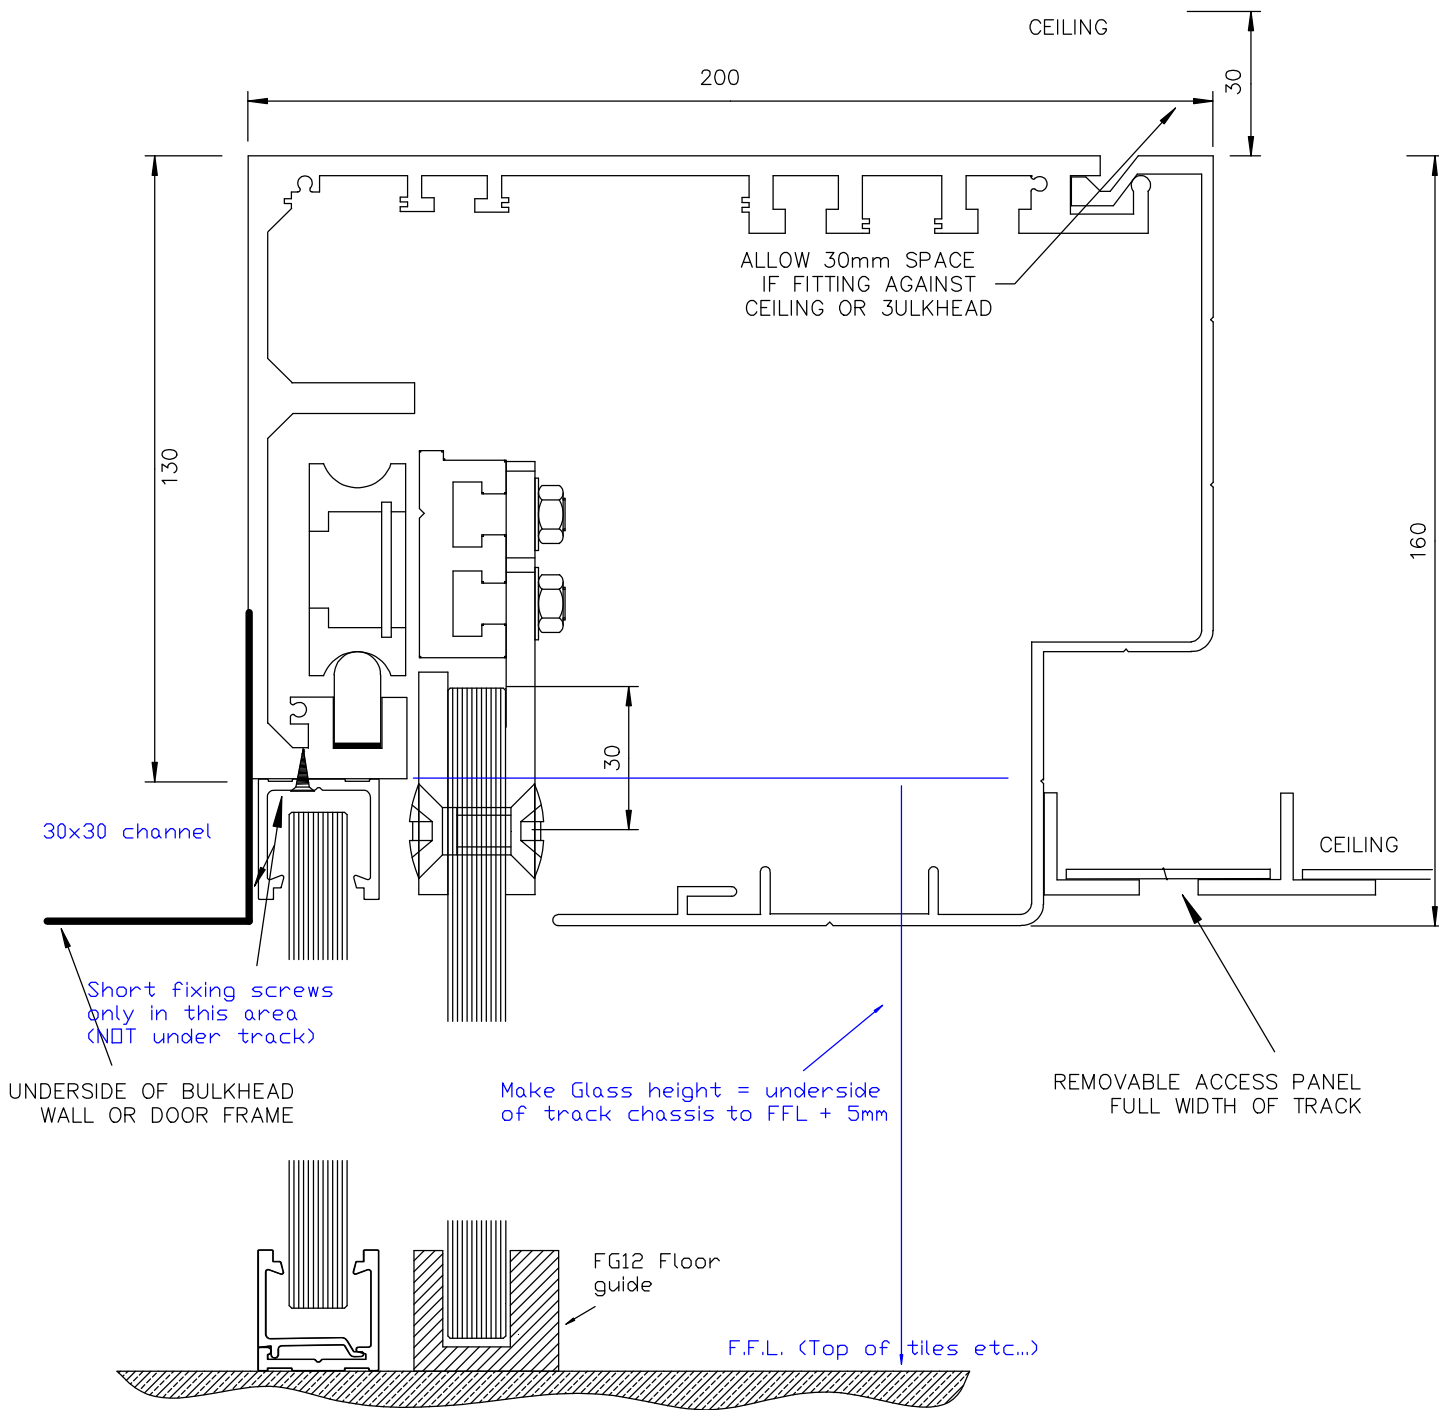 CEILING
30
200
ALLOW 30mm SPACE
IF FITTING AGAINST
CEILING OR 3ULKHEAD
130
160
30
30x30 channel
CEILING
Short fixing screws
only in this area
(NOT under track)
UNDERSIDE OF BULKHEAD
WALL OR DOOR FRAME
Make Glass height = underside
of track chassis to FFL + 5mm
REMOVABLE ACCESS PANEL
FULL WIDTH OF TRACK
FG12 Floor
guide
F.F.L. (Top of tiles etc...)